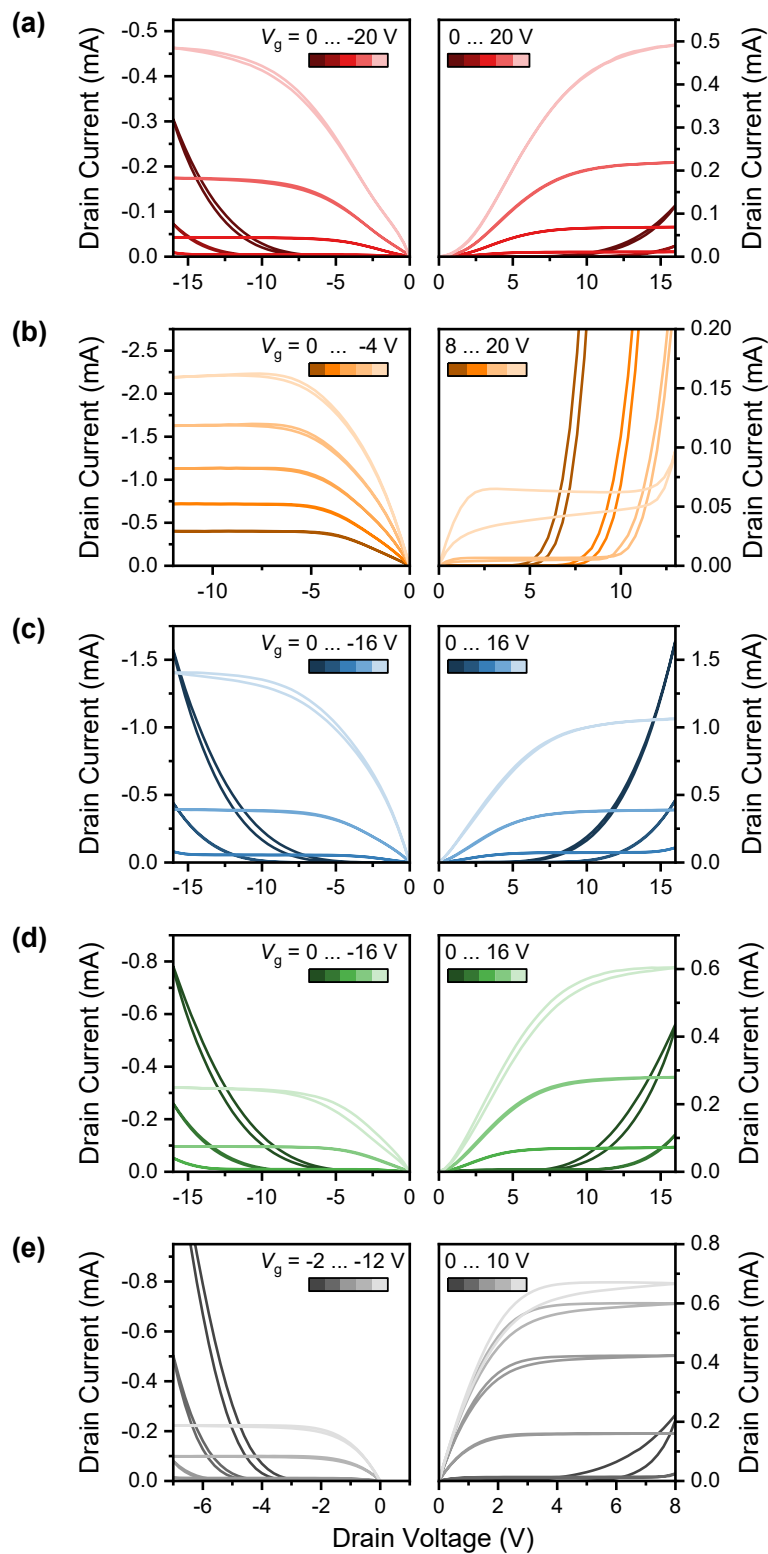 (a)
V_g = 0 ... -20 V
0 ... 20 V
Drain Current (mA)
-0.5
-0.4
-0.3
-0.2
-0.1
0.0
0.5
0.4
0.3
0.2
0.1
0.0
Drain Current (mA)
-15 -10 -5 0
0 5 10 15
(b)
V_g = 0 ... -4 V
8 ... 20 V
Drain Current (mA)
-2.5
-2.0
-1.5
-1.0
-0.5
0.0
0.20
0.15
0.10
0.05
0.00
Drain Current (mA)
-10 -5 0
0 5 10
(c)
V_g = 0 ... -16 V
0 ... 16 V
Drain Current (mA)
-1.5
-1.0
-0.5
0.0
1.5
1.0
0.5
0.0
Drain Current (mA)
-15 -10 -5 0
0 5 10 15
(d)
V_g = 0 ... -16 V
0 ... 16 V
Drain Current (mA)
-0.8
-0.6
-0.4
-0.2
0.0
0.6
0.4
0.2
0.0
Drain Current (mA)
-15 -10 -5 0
0 5 10 15
(e)
V_g = -2 ... -12 V
0 ... 10 V
Drain Current (mA)
-0.8
-0.6
-0.4
-0.2
0.0
0.8
0.6
0.4
0.2
0.0
Drain Current (mA)
-6 -4 -2 0
0 2 4 6 8
Drain Voltage (V)